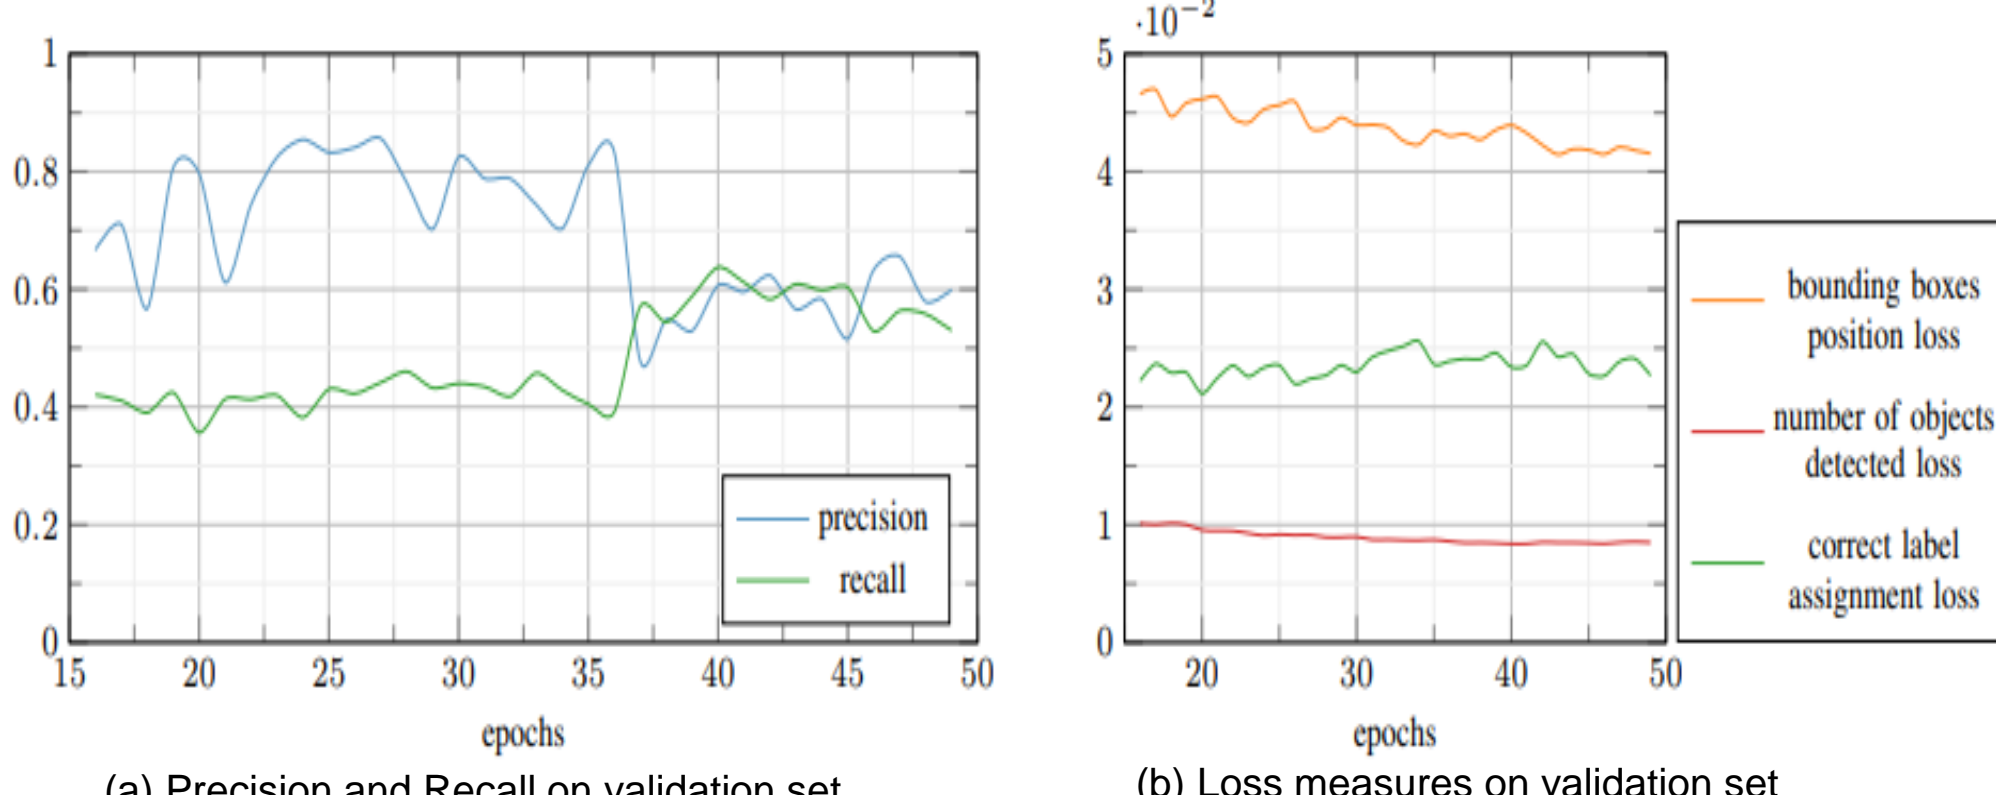 1
0.8
0.6
0.4
0.2
0
15 20 25 30 35 40 45 50
epochs
precision
recall
(a) Precision and Recall on validation set
·10−2
5
4
3
2
1
0
20 30 40 50
epochs
bounding boxes
position loss
number of objects
detected loss
correct label
assignment loss
(b) Loss measures on validation set